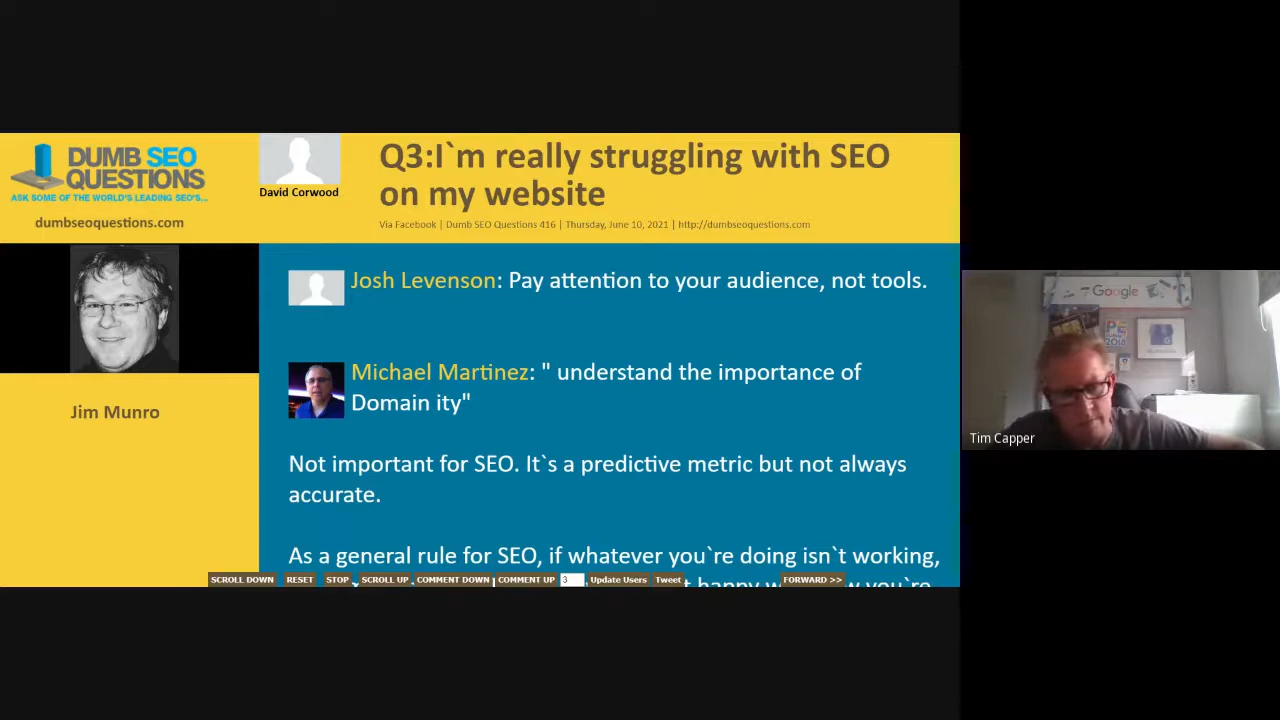 DUMB SEO
QUESTIONS
ASK SOME OF THE WORLD'S LEADING SEO'S...
dumbseoquestions.com
David Corwood
Q3:I`m really struggling with SEO
on my website
Via Facebook | Dumb SEO Questions 416 | Thursday, June 10, 2021 | http://dumbseoquestions.com
Jim Munro
Josh Levenson: Pay attention to your audience, not tools.
Michael Martinez: " understand the importance of
Domain ity"
Not important for SEO. It`s a predictive metric but not always
accurate.
As a general rule for SEO, if whatever you`re doing isn`t working,
t happy w w you`re
SCROLL DOWN RESET STOP SCROLL UP COMMENT DOWN COMMENT UP 3 Update Users Tweet FORWARD >>
Google
2018
Tim Capper